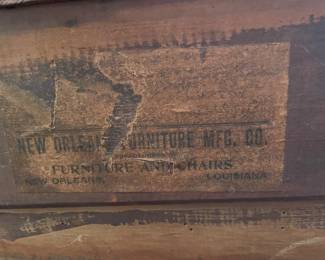 NEW ORLEANS FURNITURE MFG. CO.
FURNITURE AND CHAIRS
NEW ORLEANS, LOUISIANA